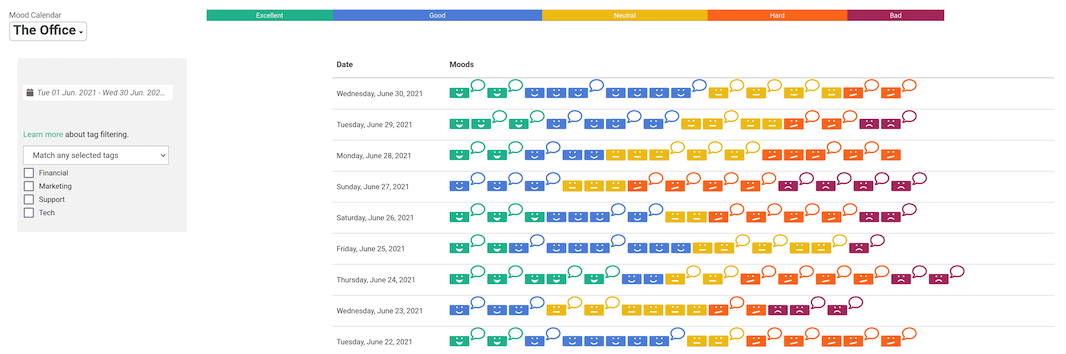 Mood Calendar
The Office
Excellent Good Neutral Hard Bad
Tue 01 Jun. 2021 - Wed 30 Jun. 202...
Learn more about tag filtering.
Match any selected tags
Financial
Marketing
Support
Tech
Date Moods
Wednesday, June 30, 2021
Tuesday, June 29, 2021
Monday, June 28, 2021
Sunday, June 27, 2021
Saturday, June 26, 2021
Friday, June 25, 2021
Thursday, June 24, 2021
Wednesday, June 23, 2021
Tuesday, June 22, 2021